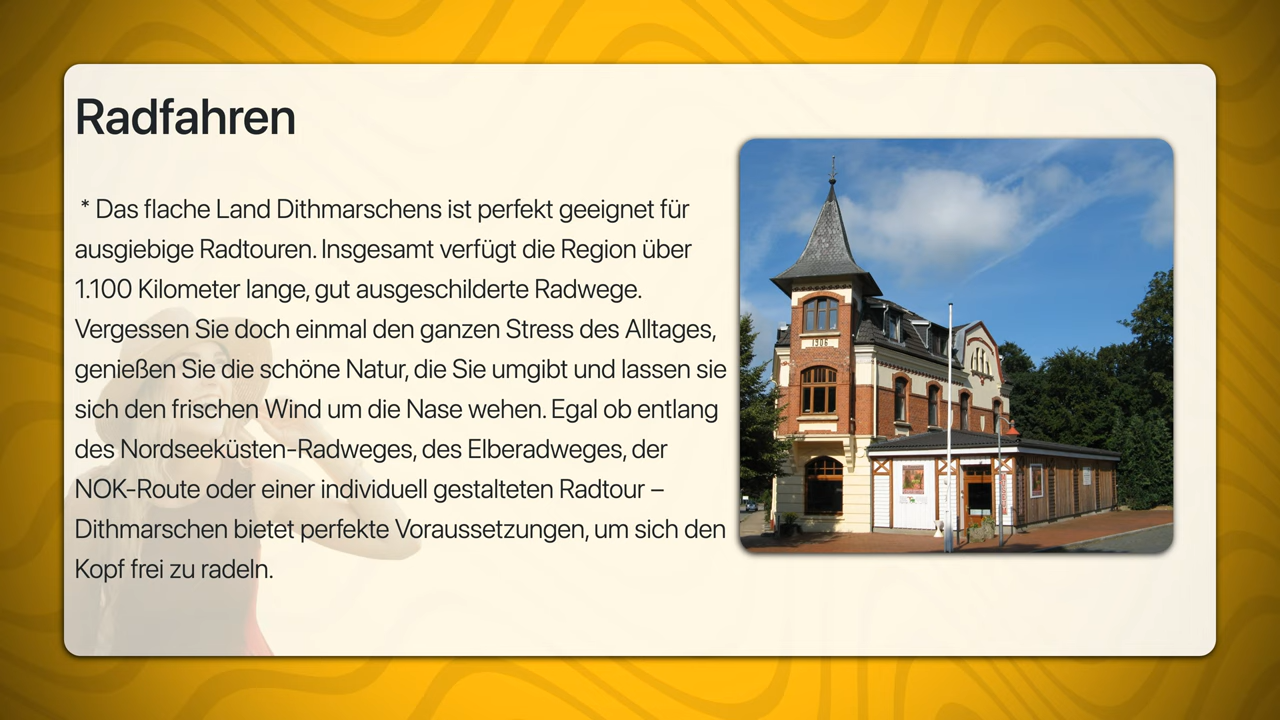 Radfahren
* Das flache Land Dithmarschens ist perfekt geeignet für
ausgiebige Radtouren. Insgesamt verfügt die Region über
1.100 Kilometer lange, gut ausgeschilderte Radwege.
Vergessen Sie doch einmal den ganzen Stress des Alltages,
genießen Sie die schöne Natur, die Sie umgibt und lassen sie
sich den frischen Wind um die Nase wehen. Egal ob entlang
des Nordseeküsten-Radweges, des Elberadweges, der
NOK-Route oder einer individuell gestalteten Radtour –
Dithmarschen bietet perfekte Voraussetzungen, um sich den
Kopf frei zu radeln.
1906